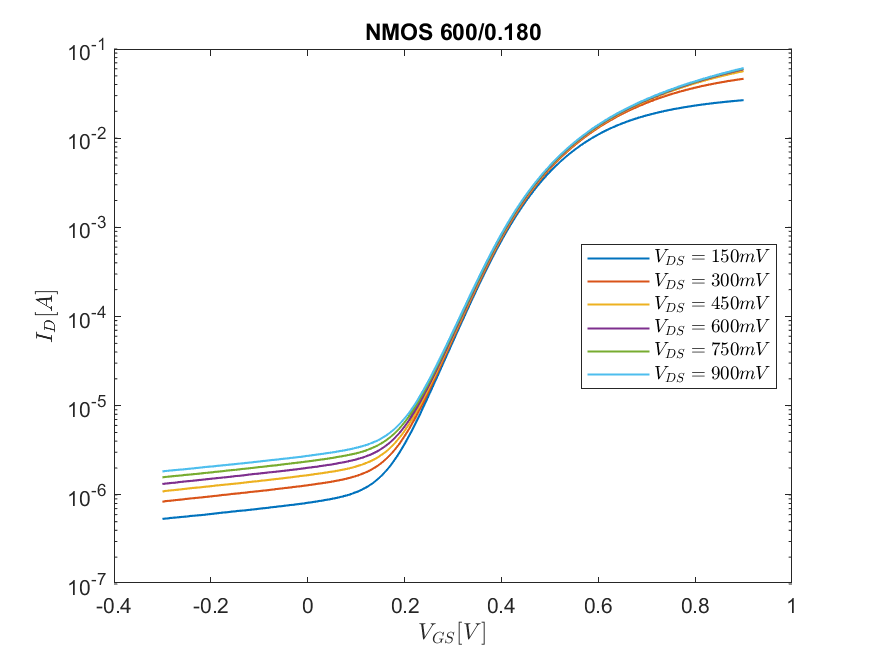 NMOS 600/0.180
10^-1
10^-2
10^-3
10^-4
10^-5
10^-6
10^-7
I_D[A]
V_DS = 150mV
V_DS = 300mV
V_DS = 450mV
V_DS = 600mV
V_DS = 750mV
V_DS = 900mV
-0.4 -0.2 0 0.2 0.4 0.6 0.8 1
V_GS[V]